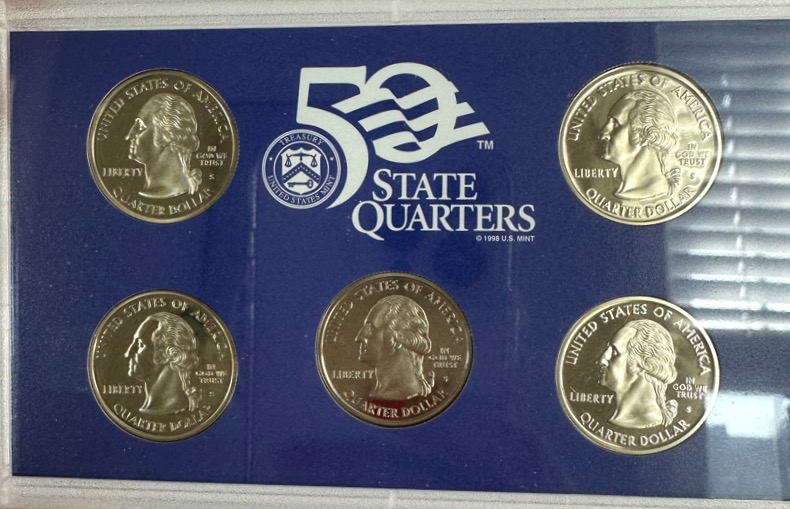 UNITED STATES OF AMERICA
LIBERTY
IN
GOD WE
TRUST
S
QUARTER DOLLAR
50
TM
TREASURY
UNITED STATES MINT
STATE
QUARTERS
© 1998 U.S. MINT
UNITED STATES OF AMERICA
LIBERTY
IN
GOD WE
TRUST
S
QUARTER DOLLAR
UNITED STATES OF AMERICA
LIBERTY
IN
GOD WE
TRUST
S
QUARTER DOLLAR
UNITED STATES OF AMERICA
LIBERTY
IN
GOD WE
TRUST
S
QUARTER DOLLAR
UNITED STATES OF AMERICA
LIBERTY
IN
GOD WE
TRUST
S
QUARTER DOLLAR